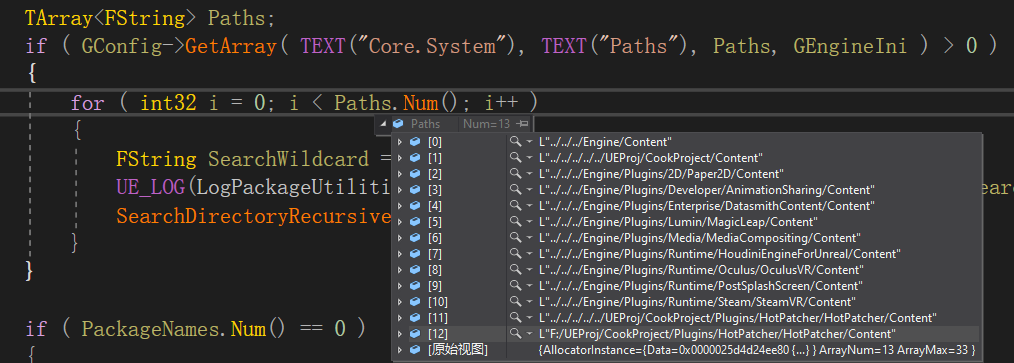 TArray<FString> Paths;
if ( GConfig->GetArray( TEXT("Core.System"), TEXT("Paths"), Paths, GEngineIni ) > 0 )
{
for ( int32 i = 0; i < Paths.Num(); i++ )
{
Paths Num=13
FString SearchWildcard =
UE_LOG(LogPackageUtiliti
SearchDirectoryRecursive
}
}
if ( PackageNames.Num() == 0 )
{
[0] L"../../../Engine/Content"
[1] L"../../../../../../UEProj/CookProject/Content"
[2] L"../../../Engine/Plugins/2D/Paper2D/Content"
[3] L"../../../Engine/Plugins/Developer/AnimationSharing/Content"
[4] L"../../../Engine/Plugins/Enterprise/DatasmithContent/Content"
[5] L"../../../Engine/Plugins/Lumin/MagicLeap/Content"
[6] L"../../../Engine/Plugins/Media/MediaCompositing/Content"
[7] L"../../../Engine/Plugins/Runtime/HoudiniEngineForUnreal/Content"
[8] L"../../../Engine/Plugins/Runtime/Oculus/OculusVR/Content"
[9] L"../../../Engine/Plugins/Runtime/PostSplashScreen/Content"
[10] L"../../../Engine/Plugins/Runtime/Steam/SteamVR/Content"
[11] L"../../../../../../UEProj/CookProject/Plugins/HotPatcher/HotPatcher/Content"
[12] L"F:/UEProj/CookProject/Plugins/HotPatcher/HotPatcher/Content"
[原始视图] {AllocatorInstance={Data=0x0000025d4d24ee80 {...} } ArrayNum=13 ArrayMax=33 }